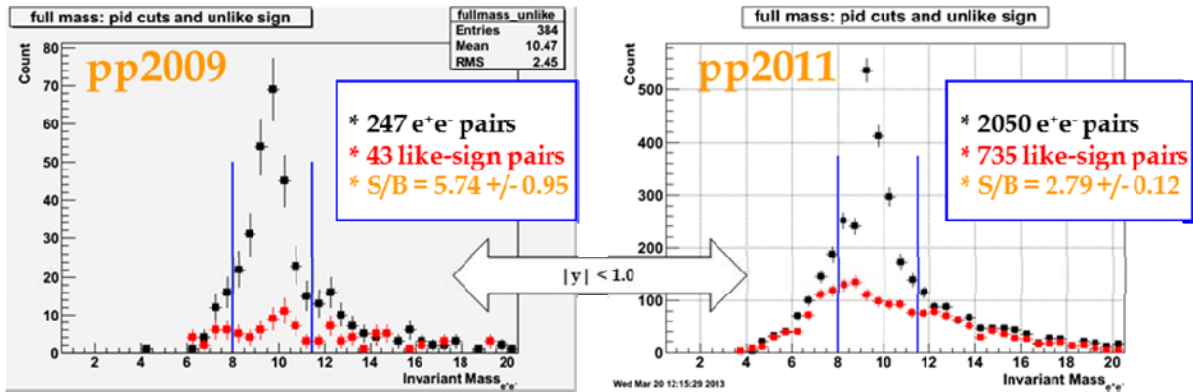 full mass: pid cuts and unlike sign
fullmass_unlike
Entries 384
Mean 10.47
RMS 2.45
Count
80
70
60
50
40
30
20
10
0
pp2009
* 247 e⁺e⁻ pairs
* 43 like-sign pairs
* S/B = 5.74 +/- 0.95
2 4 6 8 10 12 14 16 18 20
Invariant Mass e⁺e⁻
|y| < 1.0
full mass: pid cuts and unlike sign
Count
500
400
300
200
100
0
pp2011
* 2050 e⁺e⁻ pairs
* 735 like-sign pairs
* S/B = 2.79 +/- 0.12
2 4 6 8 10 12 14 16 18 20
Invariant Mass e⁺e⁻
Wed Mar 20 12:15:29 2013